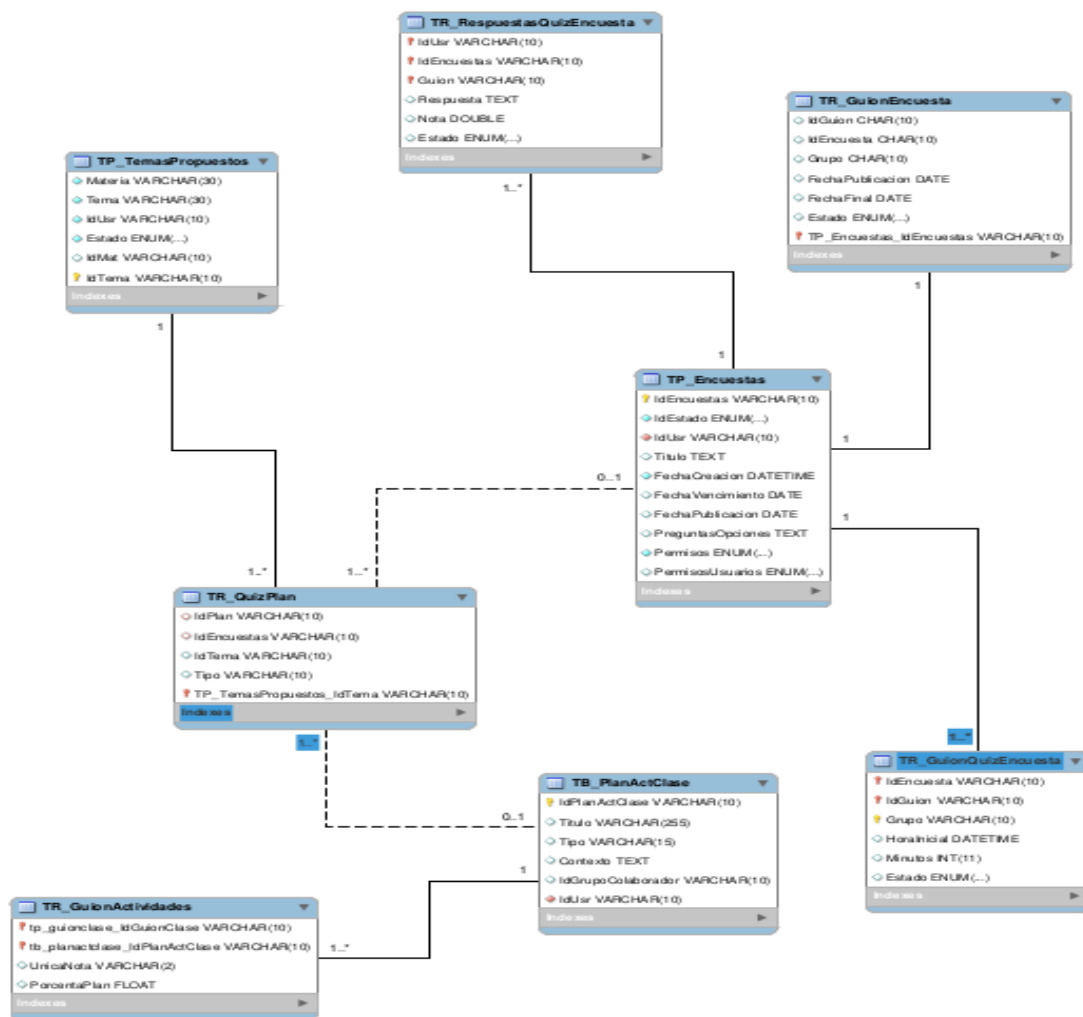 TR_RespuestasQuizEncuesta
IdUsr VARCHAR(10)
IdEncuestas VARCHAR(10)
Guion VARCHAR(10)
Respuesta TEXT
Nota DOUBLE
Estado ENUM(...)
Indexes
1..*
TR_GuionEncuesta
IdGuion CHAR(10)
IdEncuesta CHAR(10)
Grupo CHAR(10)
FechaPublicacion DATE
FechaFinal DATE
Estado ENUM(...)
TP_Encuestas_IdEncuestas VARCHAR(10)
Indexes
1
TP_TemasPropuestos
Materia VARCHAR(30)
Tema VARCHAR(30)
IdUsr VARCHAR(10)
Estado ENUM(...)
IdMat VARCHAR(10)
IdTema VARCHAR(10)
Indexes
1
1
TP_Encuestas
IdEncuestas VARCHAR(10)
IdEstado ENUM(...)
IdUsr VARCHAR(10)
Titulo TEXT
FechaCreacion DATETIME
FechaVencimiento DATE
FechaPublicacion DATE
PreguntasOpciones TEXT
Permisos ENUM(...)
PermisosUsuarios ENUM(...)
Indexes
1
0..1
1
1..*
1..*
TR_QuizPlan
IdPlan VARCHAR(10)
IdEncuestas VARCHAR(10)
IdTema VARCHAR(10)
Tipo VARCHAR(10)
TP_TemasPropuestos_IdTema VARCHAR(10)
Indexes
1..*
1..*
TR_GuionQuizEncuesta
IdEncuesta VARCHAR(10)
IdGuion VARCHAR(10)
Grupo VARCHAR(10)
HoraInicial DATETIME
Minutos INT(11)
Estado ENUM(...)
Indexes
TB_PlanActClase
IdPlanActClase VARCHAR(10)
Titulo VARCHAR(255)
Tipo VARCHAR(15)
Contexto TEXT
IdGrupoColaborador VARCHAR(10)
IdUsr VARCHAR(10)
Indexes
0..1
1
TR_GuionActividades
tp_guionclase_IdGuionClase VARCHAR(10)
tb_planactclase_IdPlanActClase VARCHAR(10)
UnicaNota VARCHAR(2)
PorcentaPlan FLOAT
Indexes
1..*